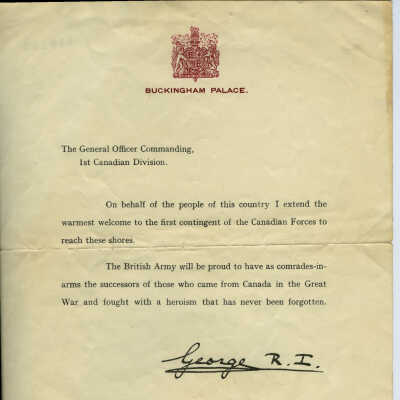 BUCKINGHAM PALACE.
The General Officer Commanding,
1st Canadian Division.
On behalf of the people of this country I extend the
warmest welcome to the first contingent of the Canadian Forces to
reach these shores.
The British Army will be proud to have as comrades-in-
arms the successors of those who came from Canada in the Great
War and fought with a heroism that has never been forgotten.
George R.I.